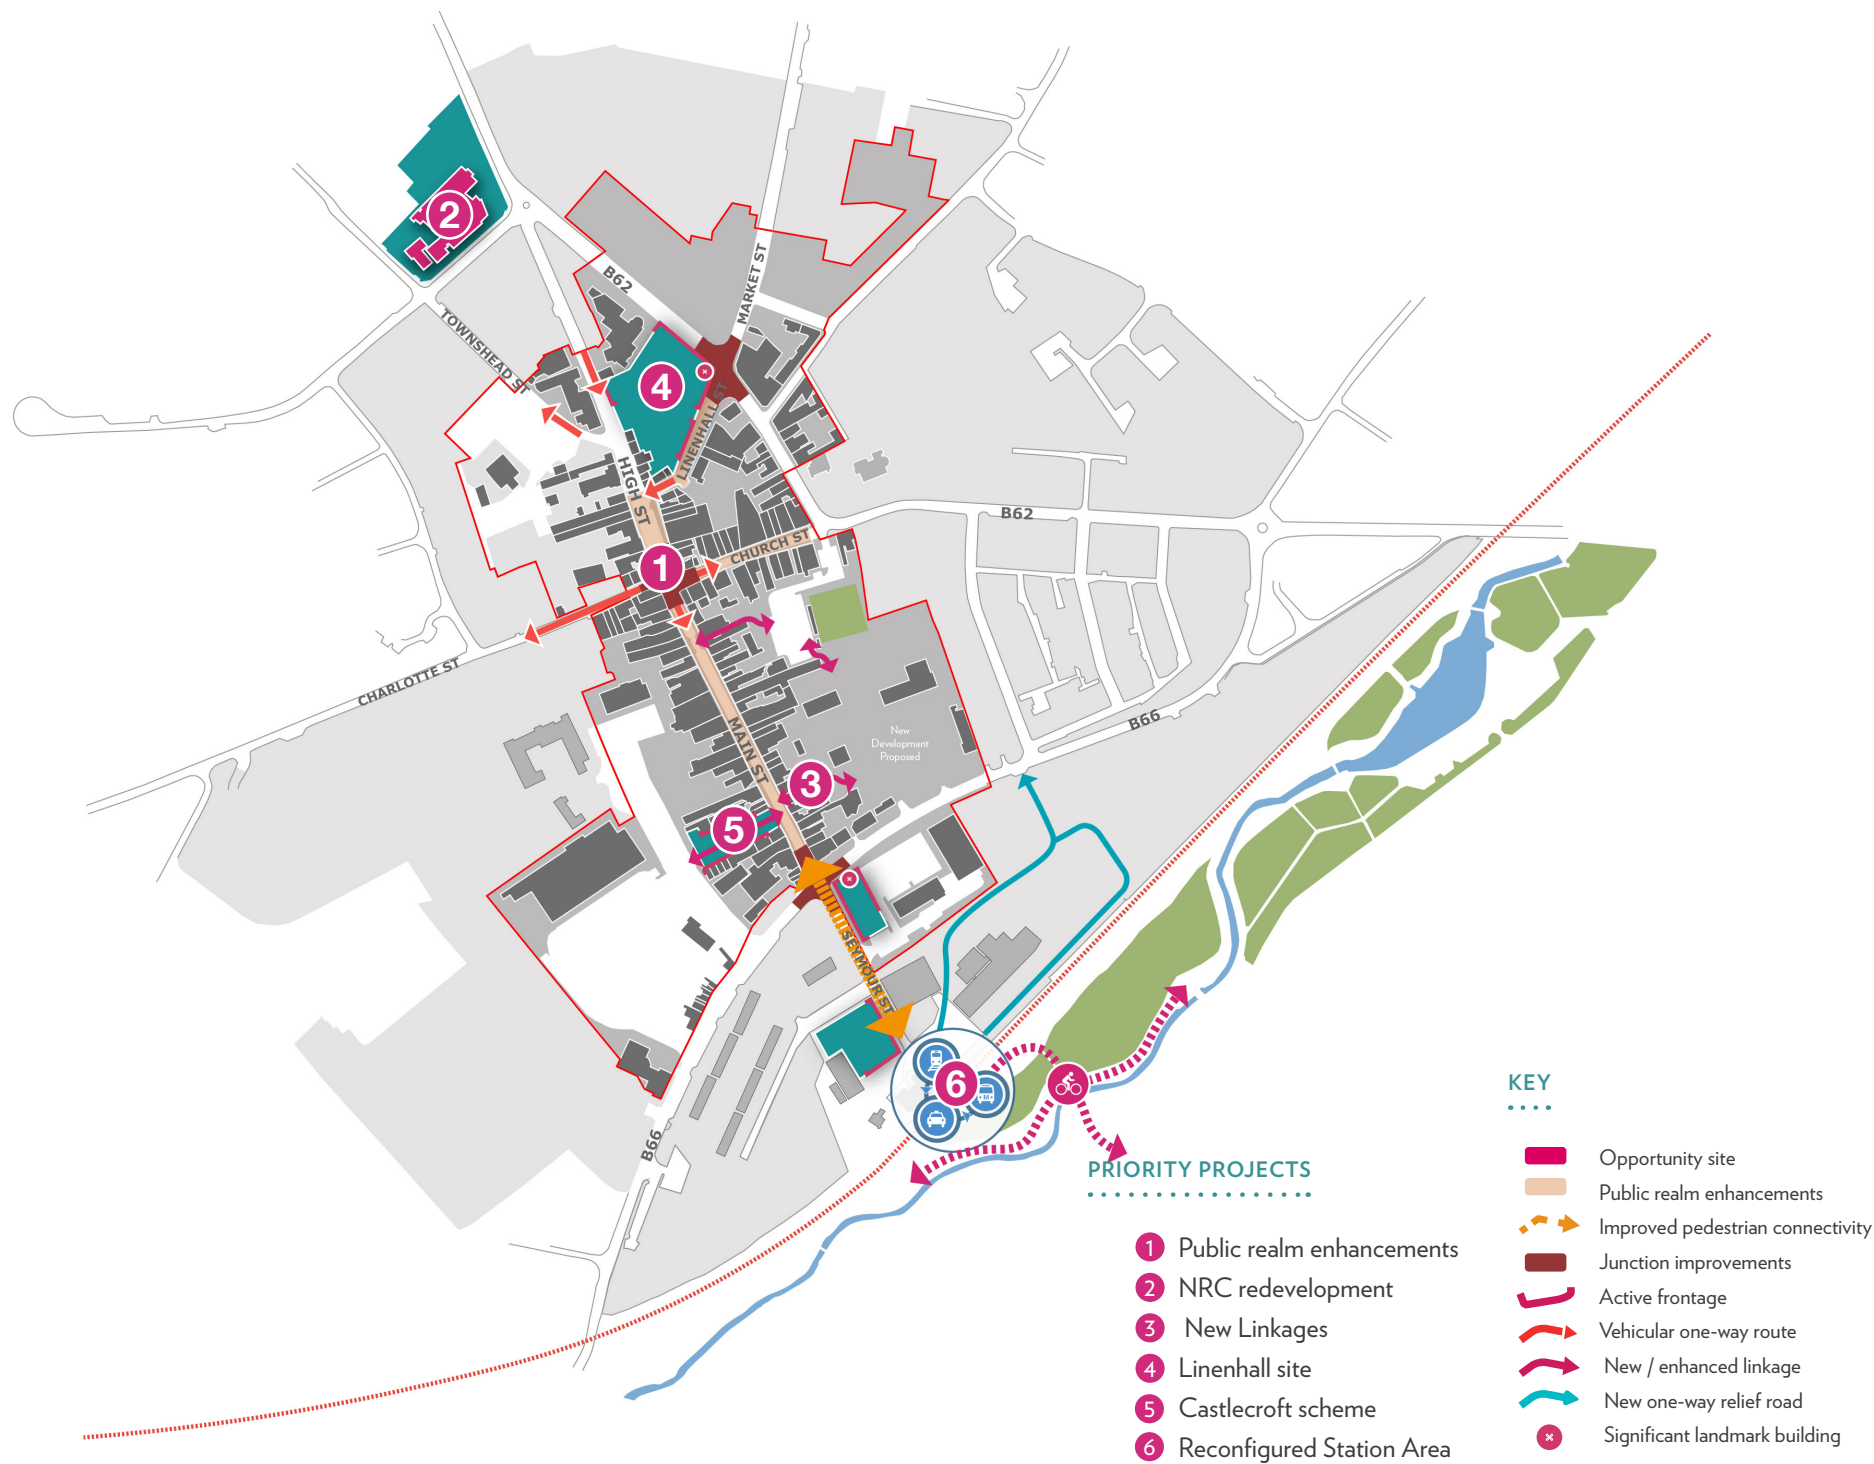 2
B62
MARKET ST
TOWNSHEAD ST
4
LINENHALL ST
HIGH ST
B62
CHURCH ST
1
CHARLOTTE ST
MAIN ST
New
Development
Proposed
B66
3
5
SEYMOUR ST
6
B66
PRIORITY PROJECTS
1 Public realm enhancements
2 NRC redevelopment
3 New Linkages
4 Linenhall site
5 Castlecroft scheme
6 Reconfigured Station Area
KEY
Opportunity site
Public realm enhancements
Improved pedestrian connectivity
Junction improvements
Active frontage
Vehicular one-way route
New / enhanced linkage
New one-way relief road
Significant landmark building